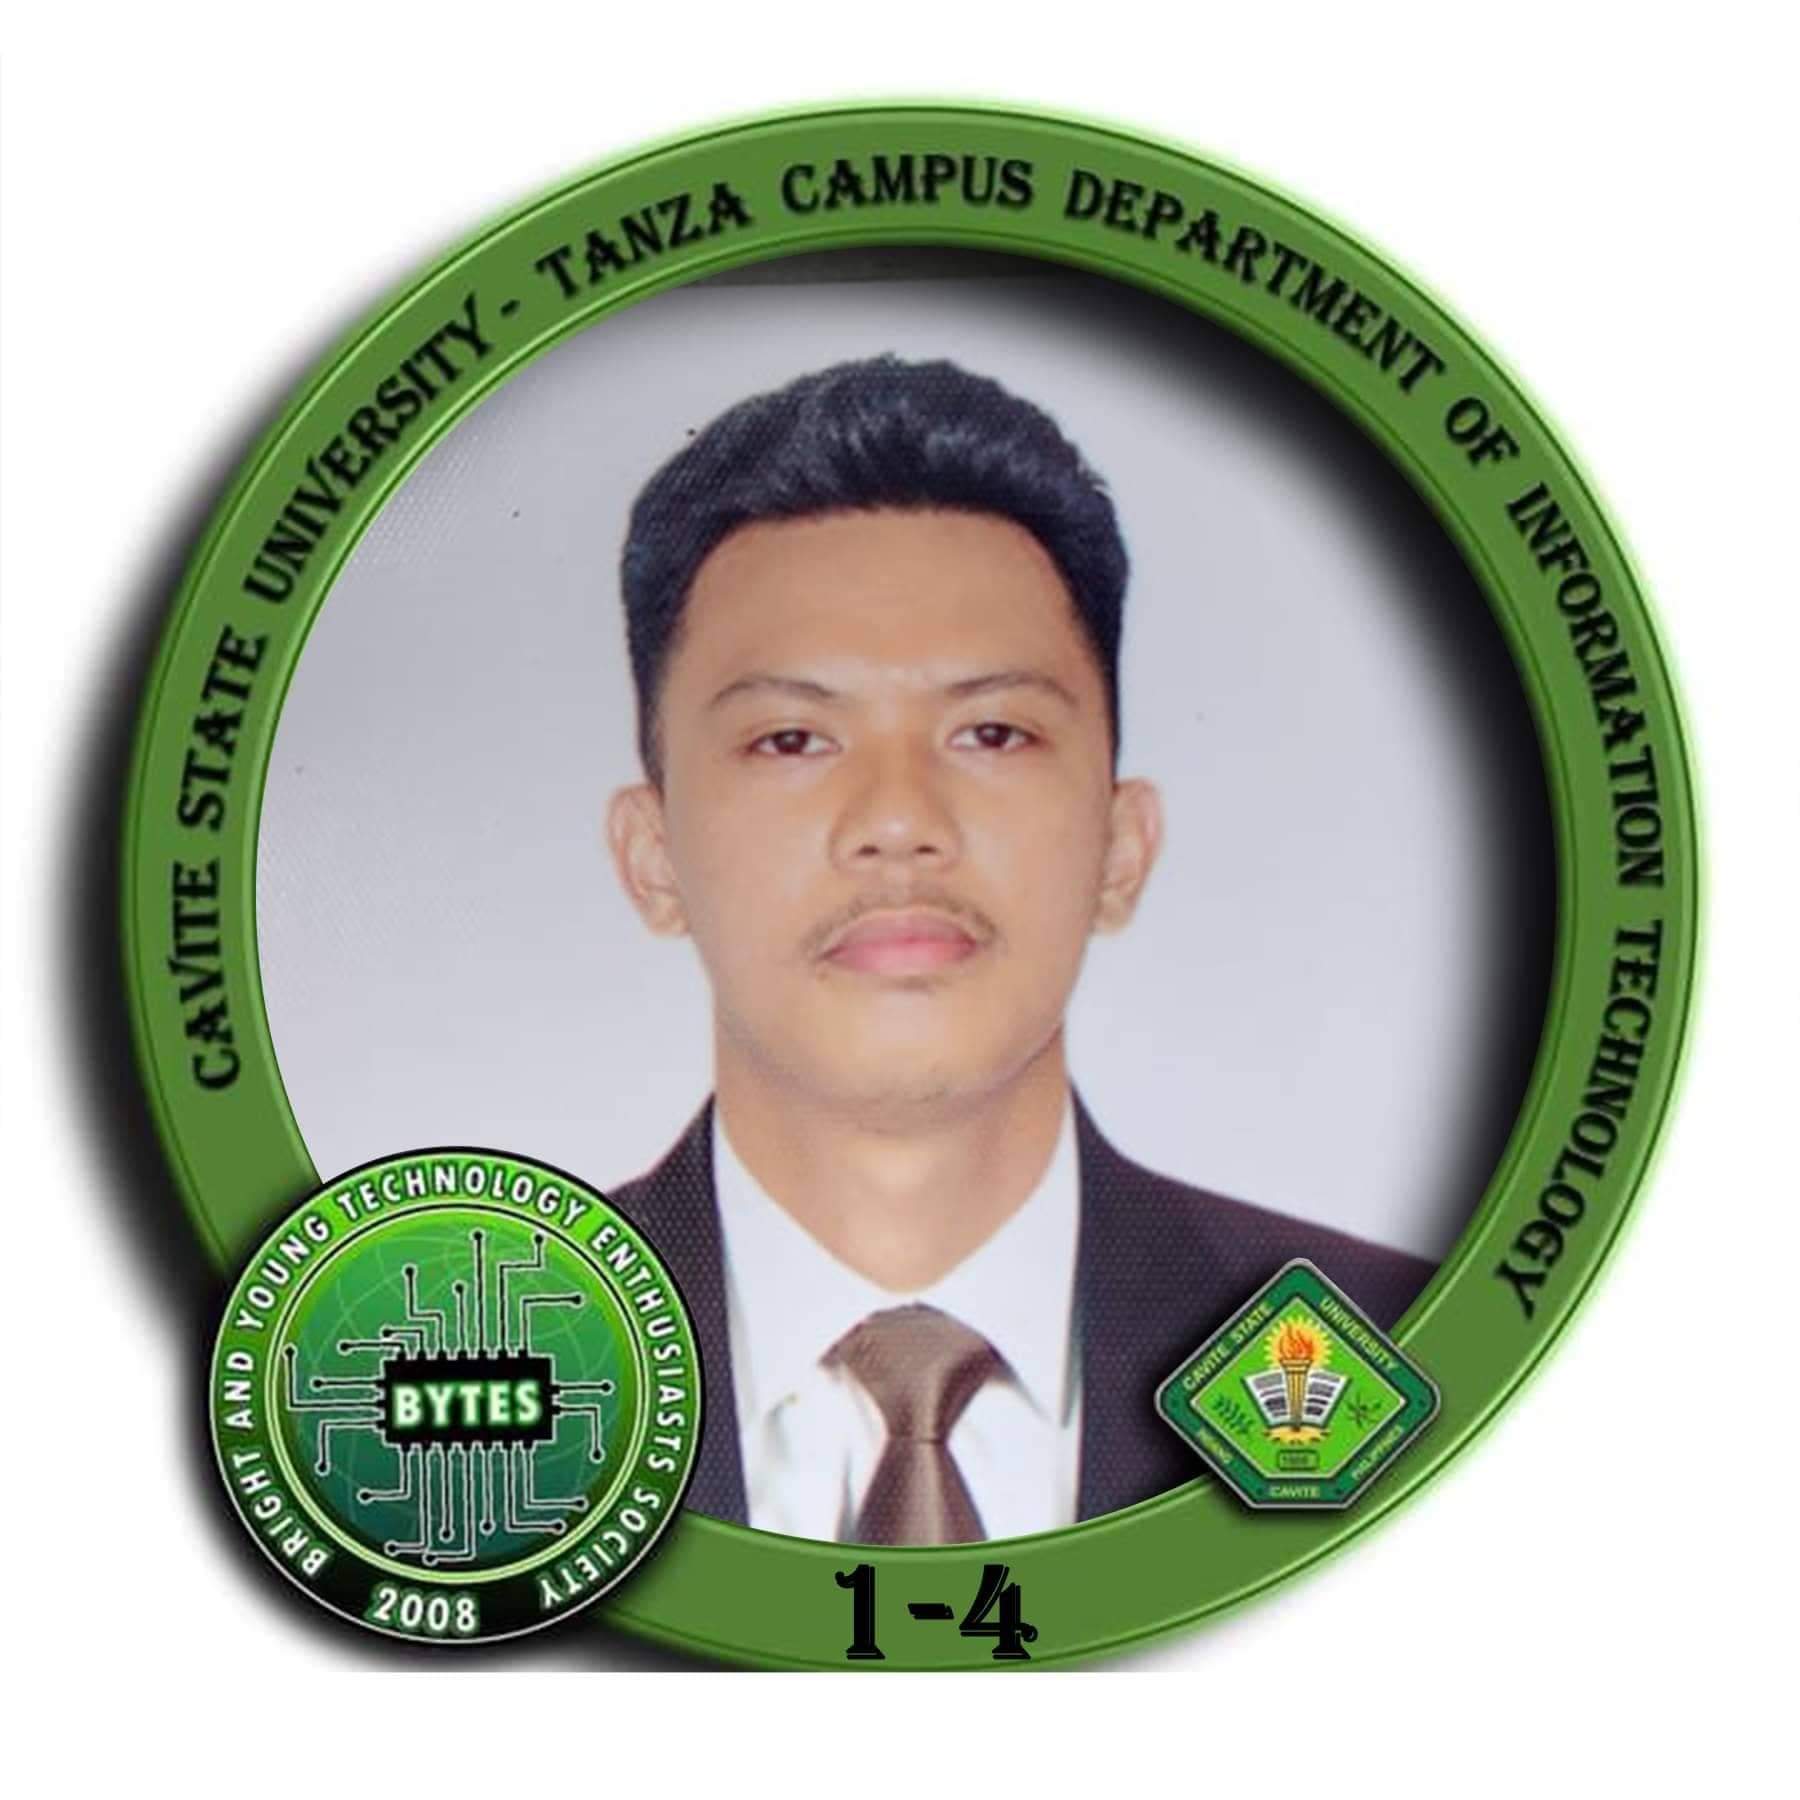 CAVITE STATE UNIVERSITY - TANZA CAMPUS DEPARTMENT OF INFORMATION TECHNOLOGY
BRIGHT AND YOUNG TECHNOLOGY ENTHUSIASTS SOCIETY
BYTES
2008
CAVITE STATE UNIVERSITY
CAVITE
PHILIPPINES
1-4